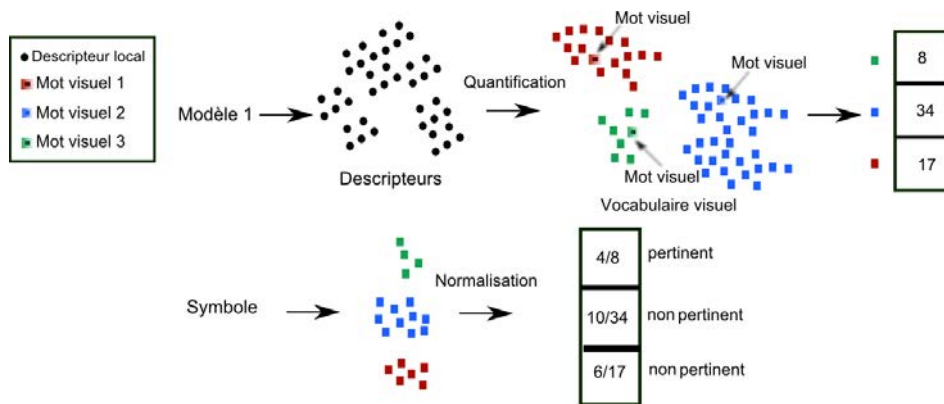 Descripteur local
Mot visuel 1
Mot visuel 2
Mot visuel 3
Modèle 1
Descripteurs
Quantification
Mot visuel
Mot visuel
Mot visuel
Vocabulaire visuel
8
34
17
Symbole
Normalisation
4/8 pertinent
10/34 non pertinent
6/17 non pertinent